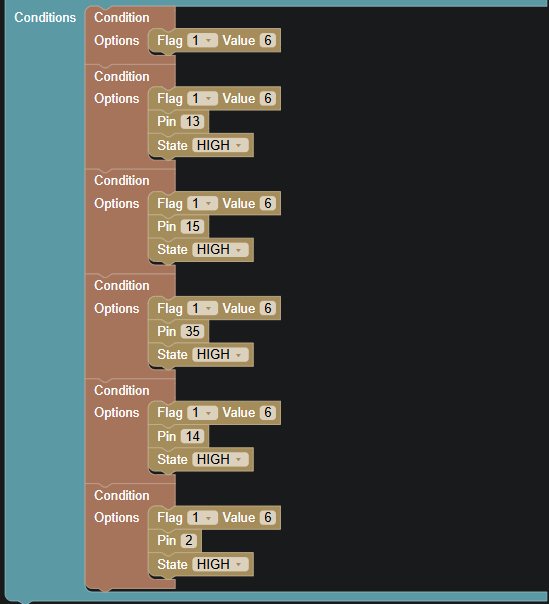 Conditions Condition
Options Flag 1 Value 6
Condition
Options Flag 1 Value 6
Pin 13
State HIGH
Condition
Options Flag 1 Value 6
Pin 15
State HIGH
Condition
Options Flag 1 Value 6
Pin 35
State HIGH
Condition
Options Flag 1 Value 6
Pin 14
State HIGH
Condition
Options Flag 1 Value 6
Pin 2
State HIGH